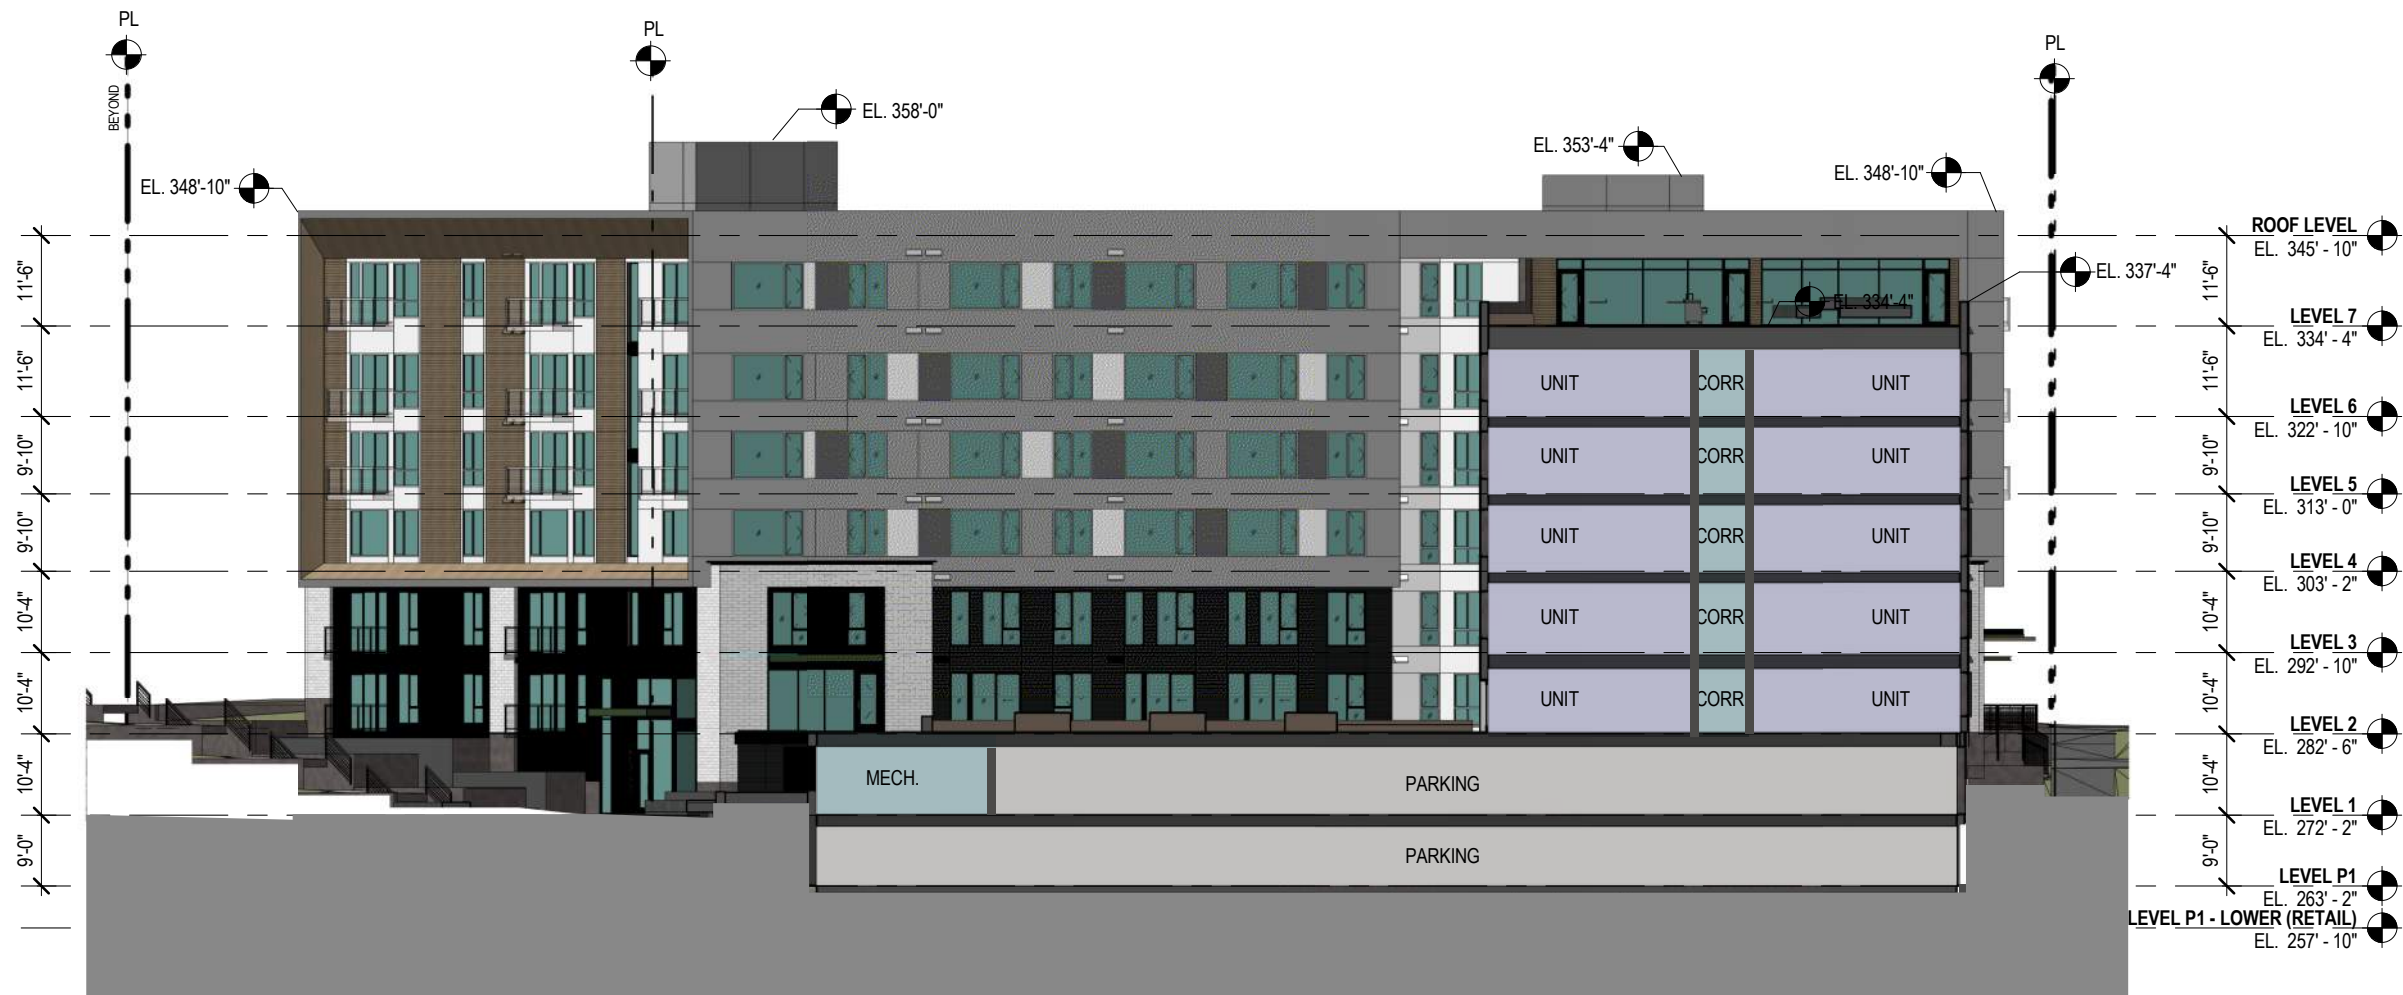 PL
PL
PL
BEYOND
EL. 358'-0"
EL. 353'-4"
EL. 348'-10"
EL. 348'-10"
ROOF LEVEL
EL. 345' - 10"
EL. 337'-4"
EL. 334'-4"
11'-6"
11'-6"
LEVEL 7
EL. 334' - 4"
11'-6"
UNIT
CORR
UNIT
11'-6"
LEVEL 6
EL. 322' - 10"
9'-10"
UNIT
CORR
UNIT
9'-10"
LEVEL 5
EL. 313' - 0"
9'-10"
UNIT
CORR
UNIT
9'-10"
LEVEL 4
EL. 303' - 2"
10'-4"
UNIT
CORR
UNIT
10'-4"
LEVEL 3
EL. 292' - 10"
10'-4"
UNIT
CORR
UNIT
10'-4"
LEVEL 2
EL. 282' - 6"
10'-4"
MECH.
PARKING
10'-4"
LEVEL 1
EL. 272' - 2"
9'-0"
PARKING
9'-0"
LEVEL P1
EL. 263' - 2"
LEVEL P1 - LOWER (RETAIL)
EL. 257' - 10"